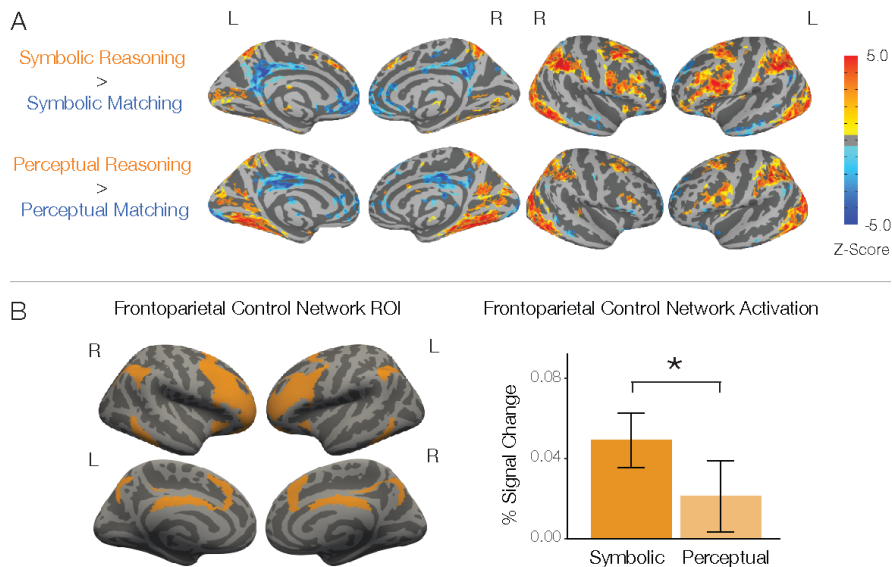 A
L
R
R
L
Symbolic Reasoning
>
Symbolic Matching
Perceptual Reasoning
>
Perceptual Matching
5.0
-5.0
Z-Score
B
Frontoparietal Control Network ROI
R
L
L
R
Frontoparietal Control Network Activation
% Signal Change
0.08
0.04
0.00
*
Symbolic
Perceptual